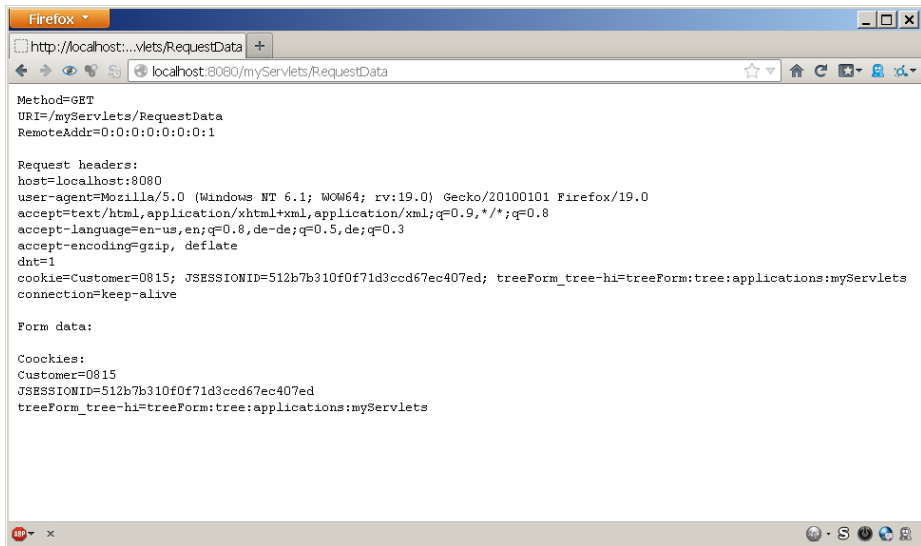 Firefox
http://localhost:...vlets/RequestData
localhost:8080/myServlets/RequestData
Method=GET
URI=/myServlets/RequestData
RemoteAddr=0:0:0:0:0:0:0:1
Request headers:
host=localhost:8080
user-agent=Mozilla/5.0 (Windows NT 6.1; WOW64; rv:19.0) Gecko/20100101 Firefox/19.0
accept=text/html,application/xhtml+xml,application/xml;q=0.9,*/*;q=0.8
accept-language=en-us,en;q=0.8,de-de;q=0.5,de;q=0.3
accept-encoding=gzip, deflate
dnt=1
cookie=Customer=0815; JSESSIONID=512b7b310f0f71d3ccd67ec407ed; treeForm_tree-hi=treeForm:tree:applications:myServlets
connection=keep-alive
Form data:
Coockies:
Customer=0815
JSESSIONID=512b7b310f0f71d3ccd67ec407ed
treeForm_tree-hi=treeForm:tree:applications:myServlets
ABP
S